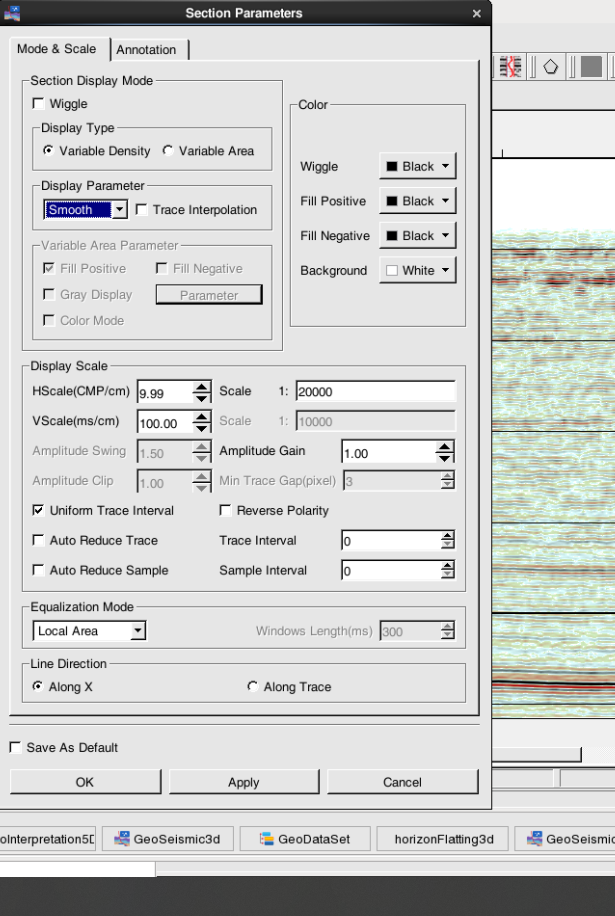 Section Parameters
Mode & Scale Annotation
Section Display Mode
Wiggle
Color
Display Type
Variable Density Variable Area
Wiggle Black
Display Parameter
Fill Positive Black
Smooth Trace Interpolation
Fill Negative Black
Variable Area Parameter
Fill Positive Fill Negative
Background White
Gray Display Parameter
Color Mode
Display Scale
HScale(CMP/cm) 9.99 Scale 1: 20000
VScale(ms/cm) 100.00 Scale 1: 10000
Amplitude Swing 1.50 Amplitude Gain 1.00
Amplitude Clip 1.00 Min Trace Gap(pixel) 3
Uniform Trace Interval Reverse Polarity
Auto Reduce Trace Trace Interval 0
Auto Reduce Sample Sample Interval 0
Equalization Mode
Local Area Windows Length(ms) 300
Line Direction
Along X Along Trace
Save As Default
OK Apply Cancel
oInterpretation5D GeoSeismic3d GeoDataSet horizonFlatting3d GeoSeismic